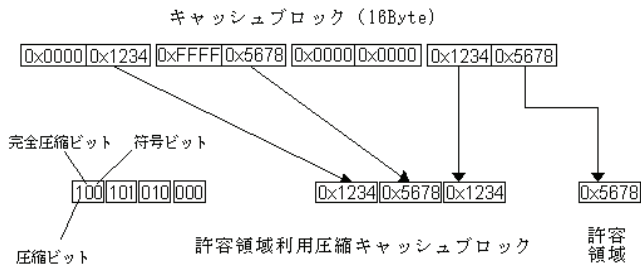 キャッシュブロック (16Byte)
0x0000 0x1234 0xFFFF 0x5678 0x0000 0x0000 0x1234 0x5678
完全圧縮ビット 符号ビット
100 101 010 000
0x1234 0x5678 0x1234
0x5678
圧縮ビット
許容領域利用圧縮キャッシュブロック
許容
領域